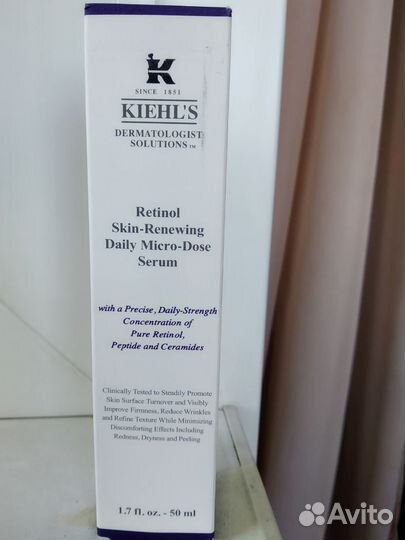 K
SINCE 1851
KIEHL'S
DERMATOLOGIST
SOLUTIONS™
Retinol
Skin-Renewing
Daily Micro-Dose
Serum
with a Precise, Daily-Strength
Concentration of
Pure Retinol,
Peptide and Ceramides
Clinically Tested to Steadily Promote
Skin Surface Turnover and Visibly
Improve Firmness, Reduce Wrinkles
and Refine Texture While Minimizing
Discomforting Effects Including
Redness, Dryness and Peeling
1.7 fl. oz. - 50 ml
Avito